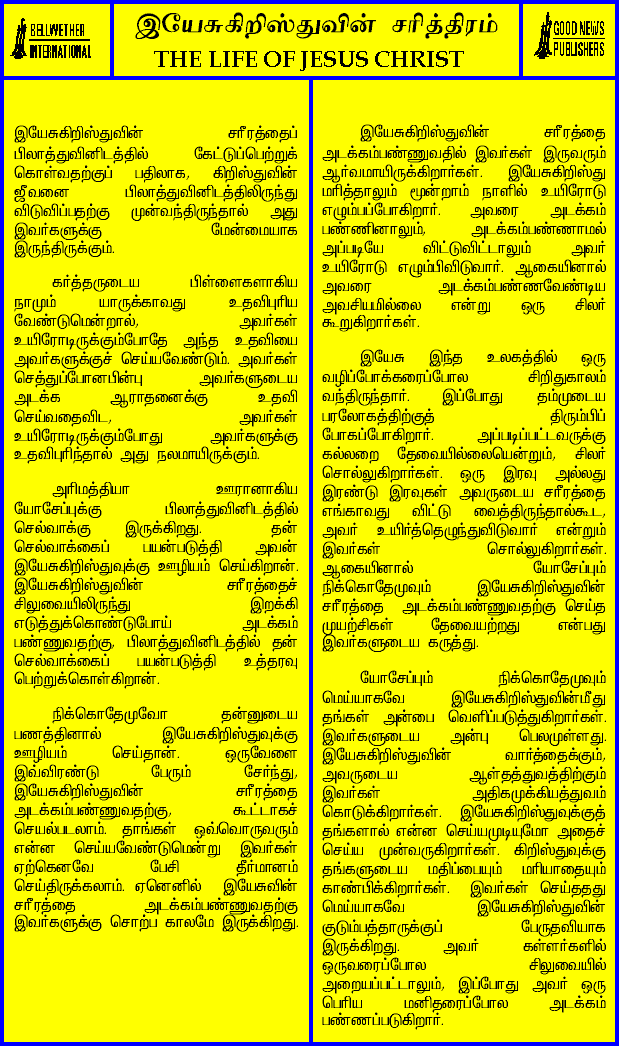 BELLWETHER
INTERNATIONAL
இயேசுகிறிஸ்துவின் சரித்திரம்
THE LIFE OF JESUS CHRIST
GOOD NEWS
PUBLISHERS
இயேசுகிறிஸ்துவின் சரீரத்தைப்
பிலாத்துவினிடத்தில் கேட்டுப்பெற்றுக்
கொள்வதற்குப் பதிலாக, கிறிஸ்துவின்
ஜீவனை பிலாத்துவினிடத்திலிருந்து
விடுவிப்பதற்கு முன்வந்திருந்தால் அது
இவர்களுக்கு மேன்மையாக
இருந்திருக்கும்.
கர்த்தருடைய பிள்ளைகளாகிய
நாமும் யாருக்காவது உதவிபுரிய
வேண்டுமென்றால், அவர்கள்
உயிரோடிருக்கும்போதே அந்த உதவியை
அவர்களுக்குச் செய்யவேண்டும். அவர்கள்
செத்துப்போனபின்பு அவர்களுடைய
அடக்க ஆராதனைக்கு உதவி
செய்வதைவிட, அவர்கள்
உயிரோடிருக்கும்போது அவர்களுக்கு
உதவிபுரிந்தால் அது நலமாயிருக்கும்.
அரிமத்தியா ஊரானாகிய
யோசேப்புக்கு பிலாத்துவினிடத்தில்
செல்வாக்கு இருக்கிறது. தன்
செல்வாக்கைப் பயன்படுத்தி அவன்
இயேசுகிறிஸ்துவுக்கு ஊழியம் செய்கிறான்.
இயேசுகிறிஸ்துவின் சரீரத்தைச்
சிலுவையிலிருந்து இறக்கி
எடுத்துக்கொண்டுபோய் அடக்கம்
பண்ணுவதற்கு, பிலாத்துவினிடத்தில் தன்
செல்வாக்கைப் பயன்படுத்தி உத்தரவு
பெற்றுக்கொள்கிறான்.
நிக்கொதேமுவோ தன்னுடைய
பணத்தினால் இயேசுகிறிஸ்துவுக்கு
ஊழியம் செய்தான். ஒருவேளை
இவ்விரண்டு பேரும் சேர்ந்து,
இயேசுகிறிஸ்துவின் சரீரத்தை
அடக்கம்பண்ணுவதற்கு, கூட்டாகச்
செயல்படலாம். தாங்கள் ஒவ்வொருவரும்
என்ன செய்யவேண்டுமென்று இவர்கள்
ஏற்கெனவே பேசி தீர்மானம்
செய்திருக்கலாம். ஏனெனில் இயேசுவின்
சரீரத்தை அடக்கம்பண்ணுவதற்கு
இவர்களுக்கு சொற்ப காலமே இருக்கிறது.
இயேசுகிறிஸ்துவின் சரீரத்தை
அடக்கம்பண்ணுவதில் இவர்கள் இருவரும்
ஆர்வமாயிருக்கிறார்கள். இயேசுகிறிஸ்து
மரித்தாலும் மூன்றாம் நாளில் உயிரோடு
எழும்பப்போகிறார். அவரை அடக்கம்
பண்ணினாலும், அடக்கம்பண்ணாமல்
அப்படியே விட்டுவிட்டாலும் அவர்
உயிரோடு எழும்பிவிடுவார். ஆகையினால்
அவரை அடக்கம்பண்ணவேண்டிய
அவசியமில்லை என்று ஒரு சிலர்
கூறுகிறார்கள்.
இயேசு இந்த உலகத்தில் ஒரு
வழிப்போக்கரைப்போல சிறிதுகாலம்
வந்திருந்தார். இப்போது தம்முடைய
பரலோகத்திற்குத் திரும்பிப்
போகப்போகிறார். அப்படிப்பட்டவருக்கு
கல்லறை தேவையில்லையென்றும், சிலர்
சொல்லுகிறார்கள். ஒரு இரவு அல்லது
இரண்டு இரவுகள் அவருடைய சரீரத்தை
எங்காவது விட்டு வைத்திருந்தால்கூட,
அவர் உயிர்த்தெழுந்துவிடுவார் என்றும்
இவர்கள் சொல்லுகிறார்கள்.
ஆகையினால் யோசேப்பும்
நிக்கொதேமுவும் இயேசுகிறிஸ்துவின்
சரீரத்தை அடக்கம்பண்ணுவதற்கு செய்த
முயற்சிகள் தேவையற்றது என்பது
இவர்களுடைய கருத்து.
யோசேப்பும் நிக்கொதேமுவும்
மெய்யாகவே இயேசுகிறிஸ்துவின்மீது
தங்கள் அன்பை வெளிப்படுத்துகிறார்கள்.
இவர்களுடைய அன்பு பெலமுள்ளது.
இயேசுகிறிஸ்துவின் வார்த்தைக்கும்,
அவருடைய ஆள்தத்துவத்திற்கும்
இவர்கள் அதிகமுக்கியத்துவம்
கொடுக்கிறார்கள். இயேசுகிறிஸ்துவுக்குத்
தங்களால் என்ன செய்யமுடியுமோ அதைச்
செய்ய முன்வருகிறார்கள். கிறிஸ்துவுக்கு
தங்களுடைய மதிப்பையும் மரியாதையும்
காண்பிக்கிறார்கள். இவர்கள் செய்ததது
மெய்யாகவே இயேசுகிறிஸ்துவின்
குடும்பத்தாருக்குப் பேருதவியாக
இருக்கிறது. அவர் கள்ளர்களில்
ஒருவரைப்போல சிலுவையில்
அறையப்பட்டாலும், இப்போது அவர் ஒரு
பெரிய மனிதரைப்போல அடக்கம்
பண்ணப்படுகிறார்.